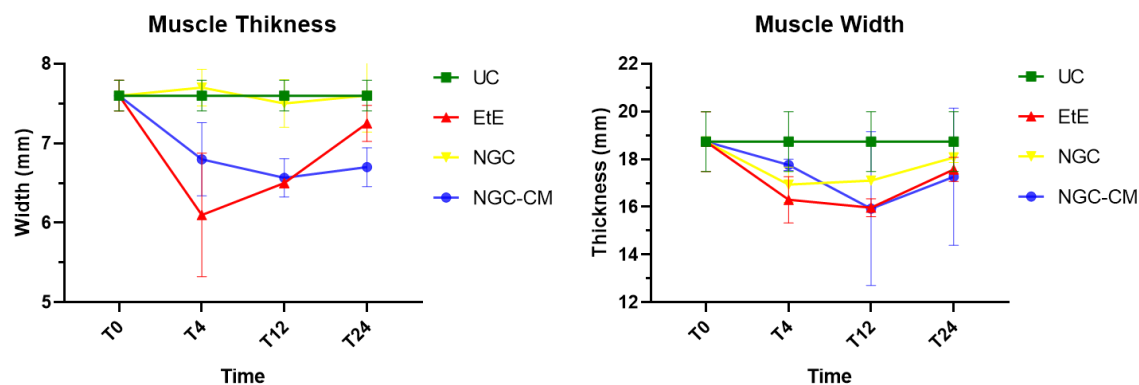 Muscle Thikness
Width (mm)
8
7
6
5
T0
T4
T12
T24
Time
UC
EtE
NGC
NGC-CM
Muscle Width
Thickness (mm)
22
20
18
16
14
12
T0
T4
T12
T24
Time
UC
EtE
NGC
NGC-CM